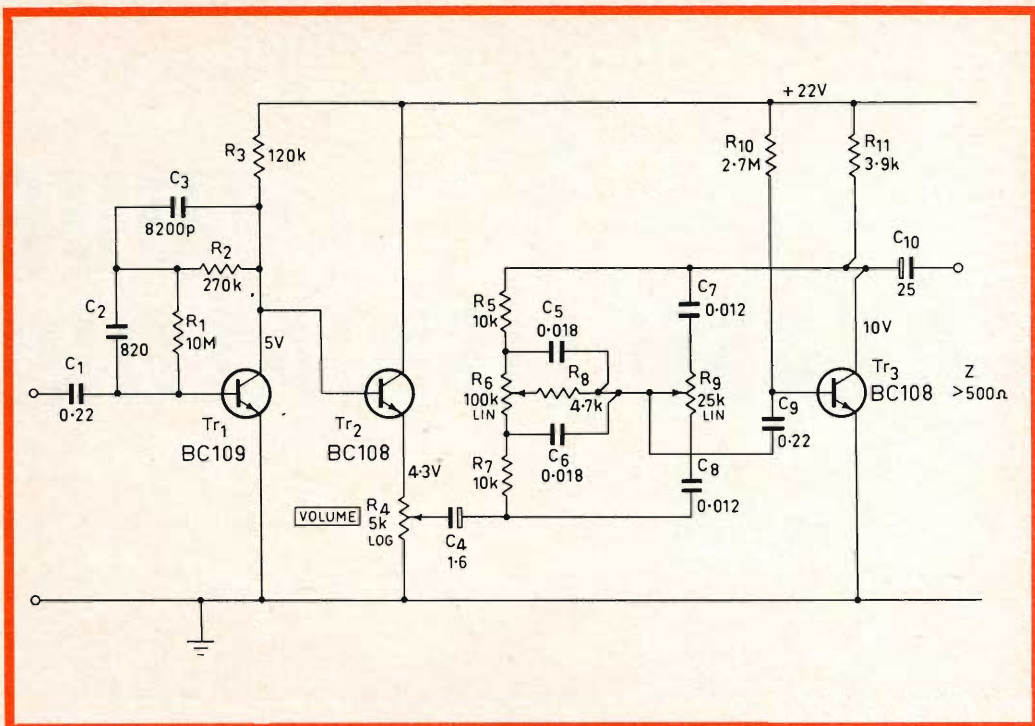 +22V
R3
120k
C3
8200p
R2
270k
C2
820
R1
10M
5V
C1
0.22
Tr1
BC109
Tr2
BC108
4.3V
VOLUME
R4
5k
LOG
C4
1.6
R5
10k
C5
0.018
R6
100k
LIN
R8
4.7k
C6
0.018
R7
10k
C7
0.012
R9
25k
LIN
C8
0.012
R10
2.7M
R11
3.9k
C10
25
10V
Tr3
BC108
C9
0.22
Z
>500Ω